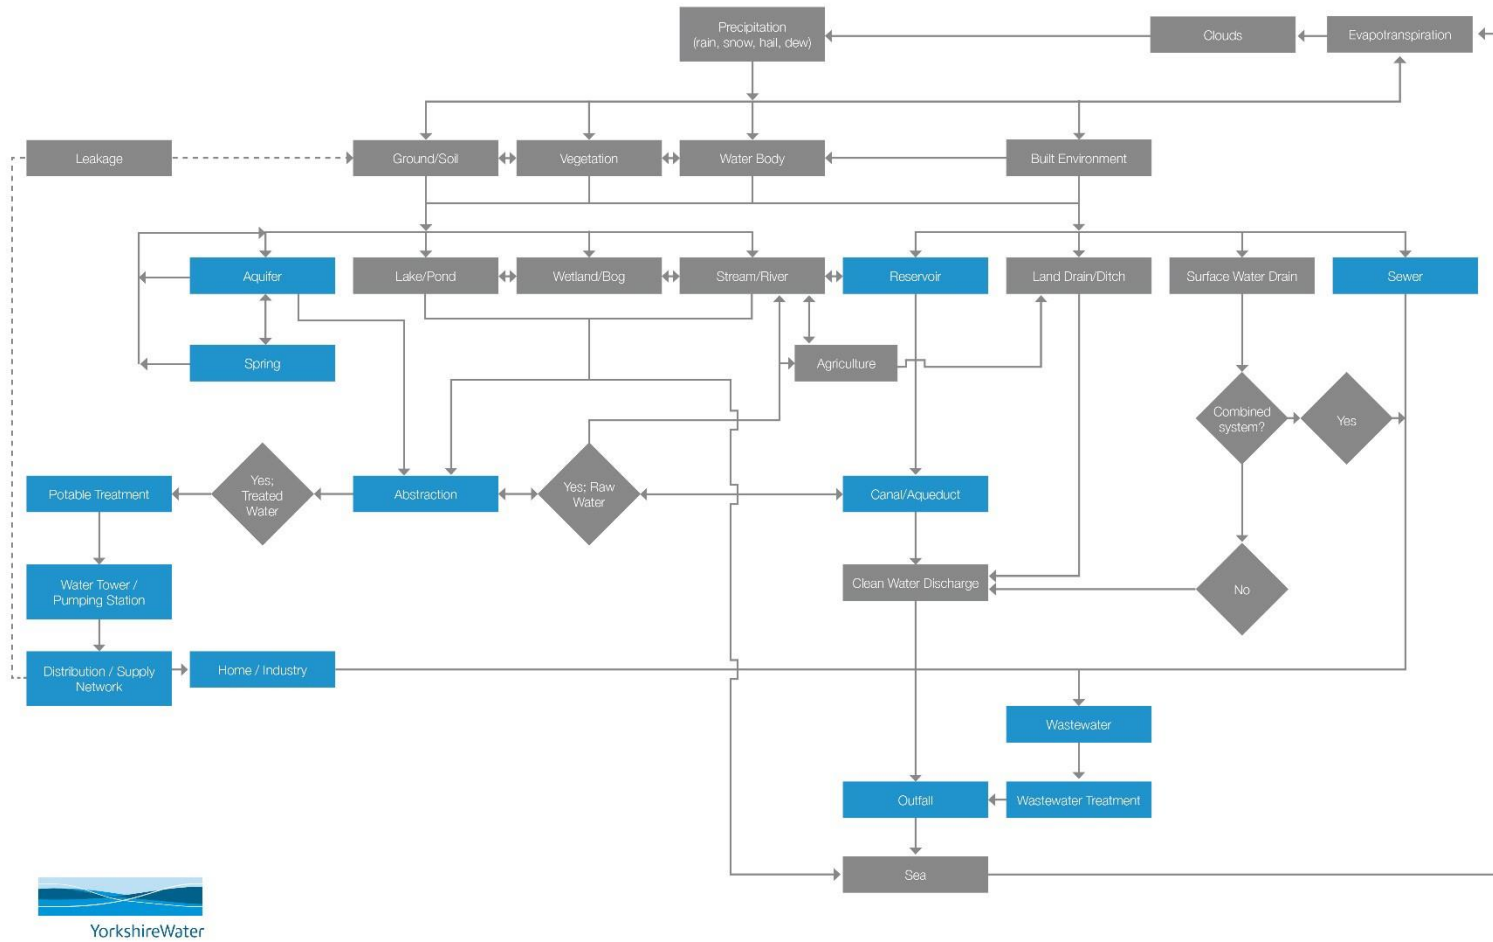 Precipitation
(rain, snow, hail, dew)
Clouds
Evapotranspiration
Leakage
Ground/Soil
Vegetation
Water Body
Built Environment
Aquifer
Lake/Pond
Wetland/Bog
Stream/River
Reservoir
Land Drain/Ditch
Surface Water Drain
Sewer
Spring
Agriculture
Combined
system?
Yes
Potable Treatment
Yes;
Treated
Water
Abstraction
Yes; Raw
Water
Canal/Aqueduct
Water Tower /
Pumping Station
Clean Water Discharge
No
Distribution / Supply
Network
Home / Industry
Wastewater
Outfall
Wastewater Treatment
Sea
YorkshireWater